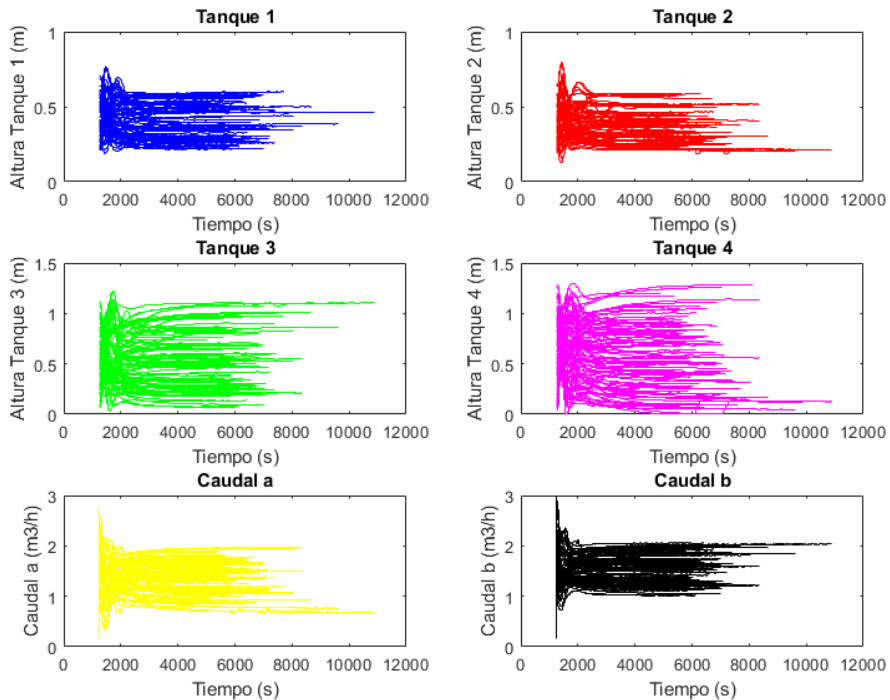 Tanque 1
Altura Tanque 1 (m)
1
0.5
0
0 2000 4000 6000 8000 10000 12000
Tiempo (s)
Tanque 2
Altura Tanque 2 (m)
1
0.5
0
0 2000 4000 6000 8000 10000 12000
Tiempo (s)
Tanque 3
Altura Tanque 3 (m)
1.5
1
0.5
0
0 2000 4000 6000 8000 10000 12000
Tiempo (s)
Tanque 4
Altura Tanque 4 (m)
1.5
1
0.5
0
0 2000 4000 6000 8000 10000 12000
Tiempo (s)
Caudal a
Caudal a (m3/h)
3
2
1
0
0 2000 4000 6000 8000 10000 12000
Tiempo (s)
Caudal b
Caudal b (m3/h)
3
2
1
0
0 2000 4000 6000 8000 10000 12000
Tiempo (s)